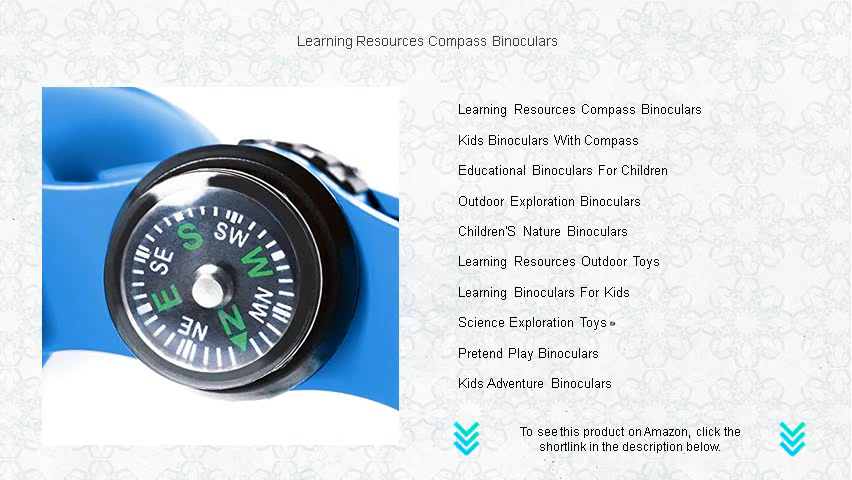 Learning Resources Compass Binoculars
Learning Resources Compass Binoculars
Kids Binoculars With Compass
Educational Binoculars For Children
Outdoor Exploration Binoculars
Children'S Nature Binoculars
Learning Resources Outdoor Toys
Learning Binoculars For Kids
Science Exploration Toys
Pretend Play Binoculars
Kids Adventure Binoculars
To see this product on Amazon, click the
shortlink in the description below.
S
SW
W
NW
N
NE
E
SE